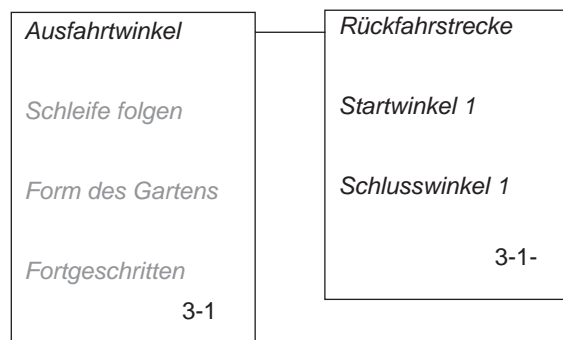 Ausfahrtwinkel
Schleife folgen
Form des Gartens
Fortgeschritten
3-1
Rückfahrstrecke
Startwinkel 1
Schlusswinkel 1
3-1-